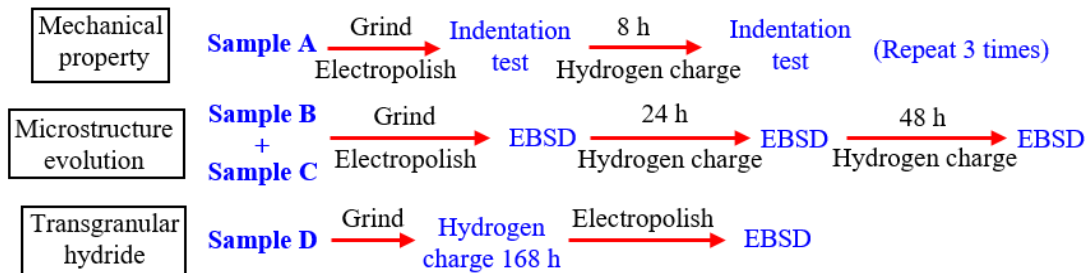 Mechanical property
Sample A
Grind
Electropolish
Indentation test
8 h
Hydrogen charge
Indentation test
(Repeat 3 times)
Microstructure evolution
Sample B
+
Sample C
Grind
Electropolish
EBSD
24 h
Hydrogen charge
EBSD
48 h
Hydrogen charge
EBSD
Transgranular hydride
Sample D
Grind
Hydrogen charge 168 h
Electropolish
EBSD